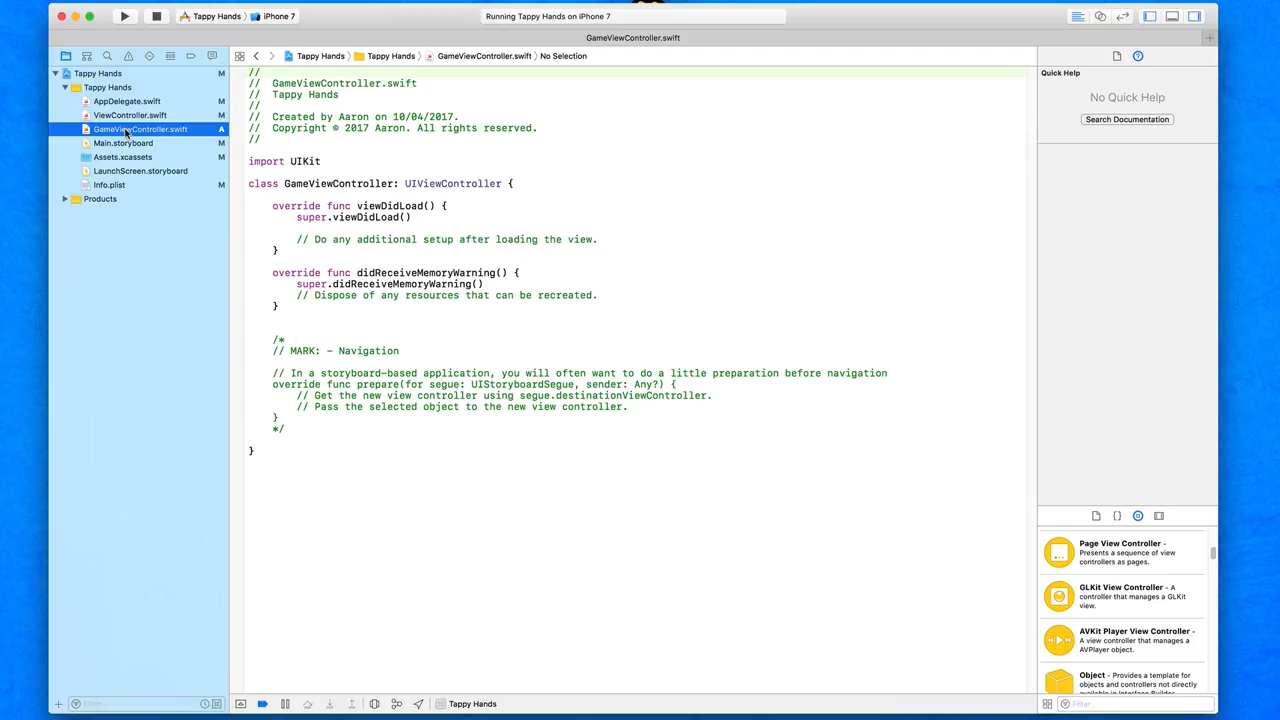 Tappy Hands
iPhone 7
Running Tappy Hands on iPhone 7
GameViewController.swift
Tappy Hands
Tappy Hands
GameViewController.swift
No Selection
Tappy Hands
M
Tappy Hands
AppDelegate.swift
M
ViewController.swift
M
GameViewController.swift
A
Main.storyboard
M
Assets.xcassets
M
LaunchScreen.storyboard
Info.plist
M
Products
//
//  GameViewController.swift
//  Tappy Hands
//
//  Created by Aaron on 10/04/2017.
//  Copyright © 2017 Aaron. All rights reserved.
//
import UIKit
class GameViewController: UIViewController {
override func viewDidLoad() {
super.viewDidLoad()
// Do any additional setup after loading the view.
}
override func didReceiveMemoryWarning() {
super.didReceiveMemoryWarning()
// Dispose of any resources that can be recreated.
}
/*
// MARK: - Navigation
// In a storyboard-based application, you will often want to do a little preparation before navigation
override func prepare(for segue: UIStoryboardSegue, sender: Any?) {
// Get the new view controller using segue.destinationViewController.
// Pass the selected object to the new view controller.
}
*/
}
Quick Help
No Quick Help
Search Documentation
Page View Controller -
Presents a sequence of view
controllers as pages.
GLKit View Controller - A
controller that manages a GLKit
view.
AVKit Player View Controller -
A view controller that manages a
AVPlayer object.
Object - Provides a template for
objects and controllers not directly
available in Interface Builder
Filter
Tappy Hands
Filter